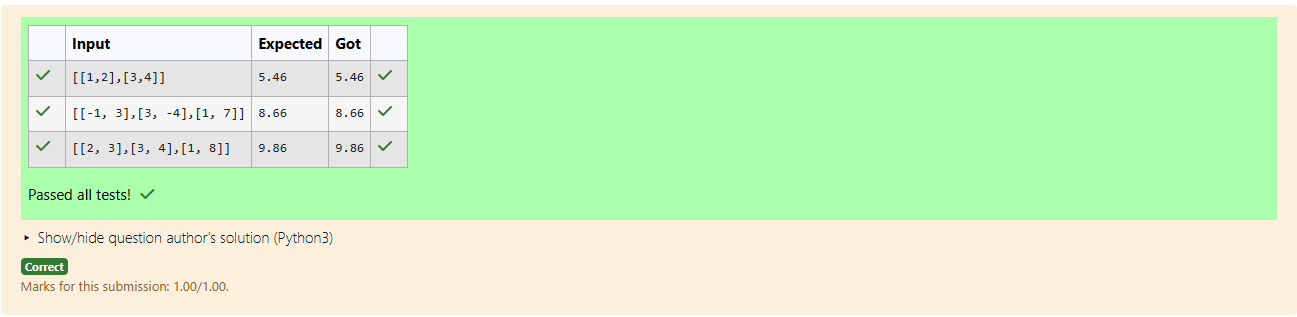 Input Expected Got
[[1,2],[3,4]] 5.46 5.46
[[-1, 3],[3, -4],[1, 7]] 8.66 8.66
[[2, 3],[3, 4],[1, 8]] 9.86 9.86
Passed all tests!
Show/hide question author's solution (Python3)
Correct
Marks for this submission: 1.00/1.00.